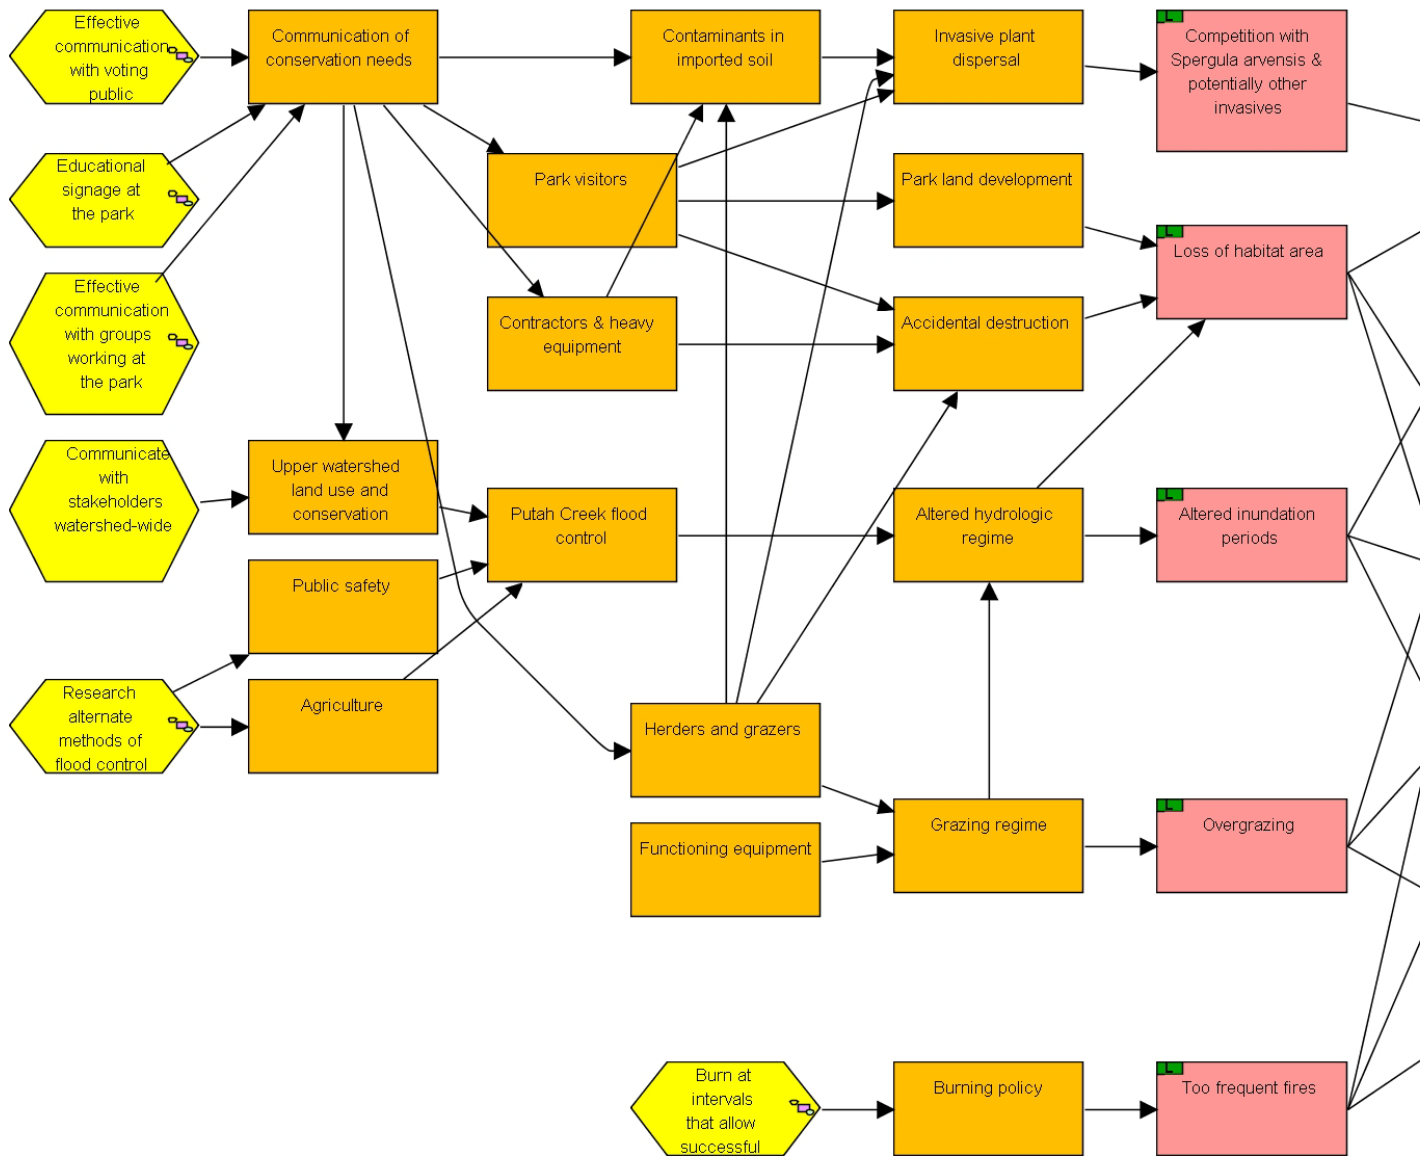 Effective
communication
with voting
public
Communication of
conservation needs
Contaminants in
imported soil
Invasive plant
dispersal
L
Competition with
Spergula arvensis &
potentially other
invasives
Educational
signage at
the park
Park visitors
Park land development
L
Loss of habitat area
Effective
communication
with groups
working at
the park
Contractors & heavy
equipment
Accidental destruction
Communicate
with
stakeholders
watershed-wide
Upper watershed
land use and
conservation
Putah Creek flood
control
Altered hydrologic
regime
L
Altered inundation
periods
Public safety
Research
alternate
methods of
flood control
Agriculture
Herders and grazers
Functioning equipment
Grazing regime
L
Overgrazing
Burn at
intervals
that allow
successful
Burning policy
L
Too frequent fires